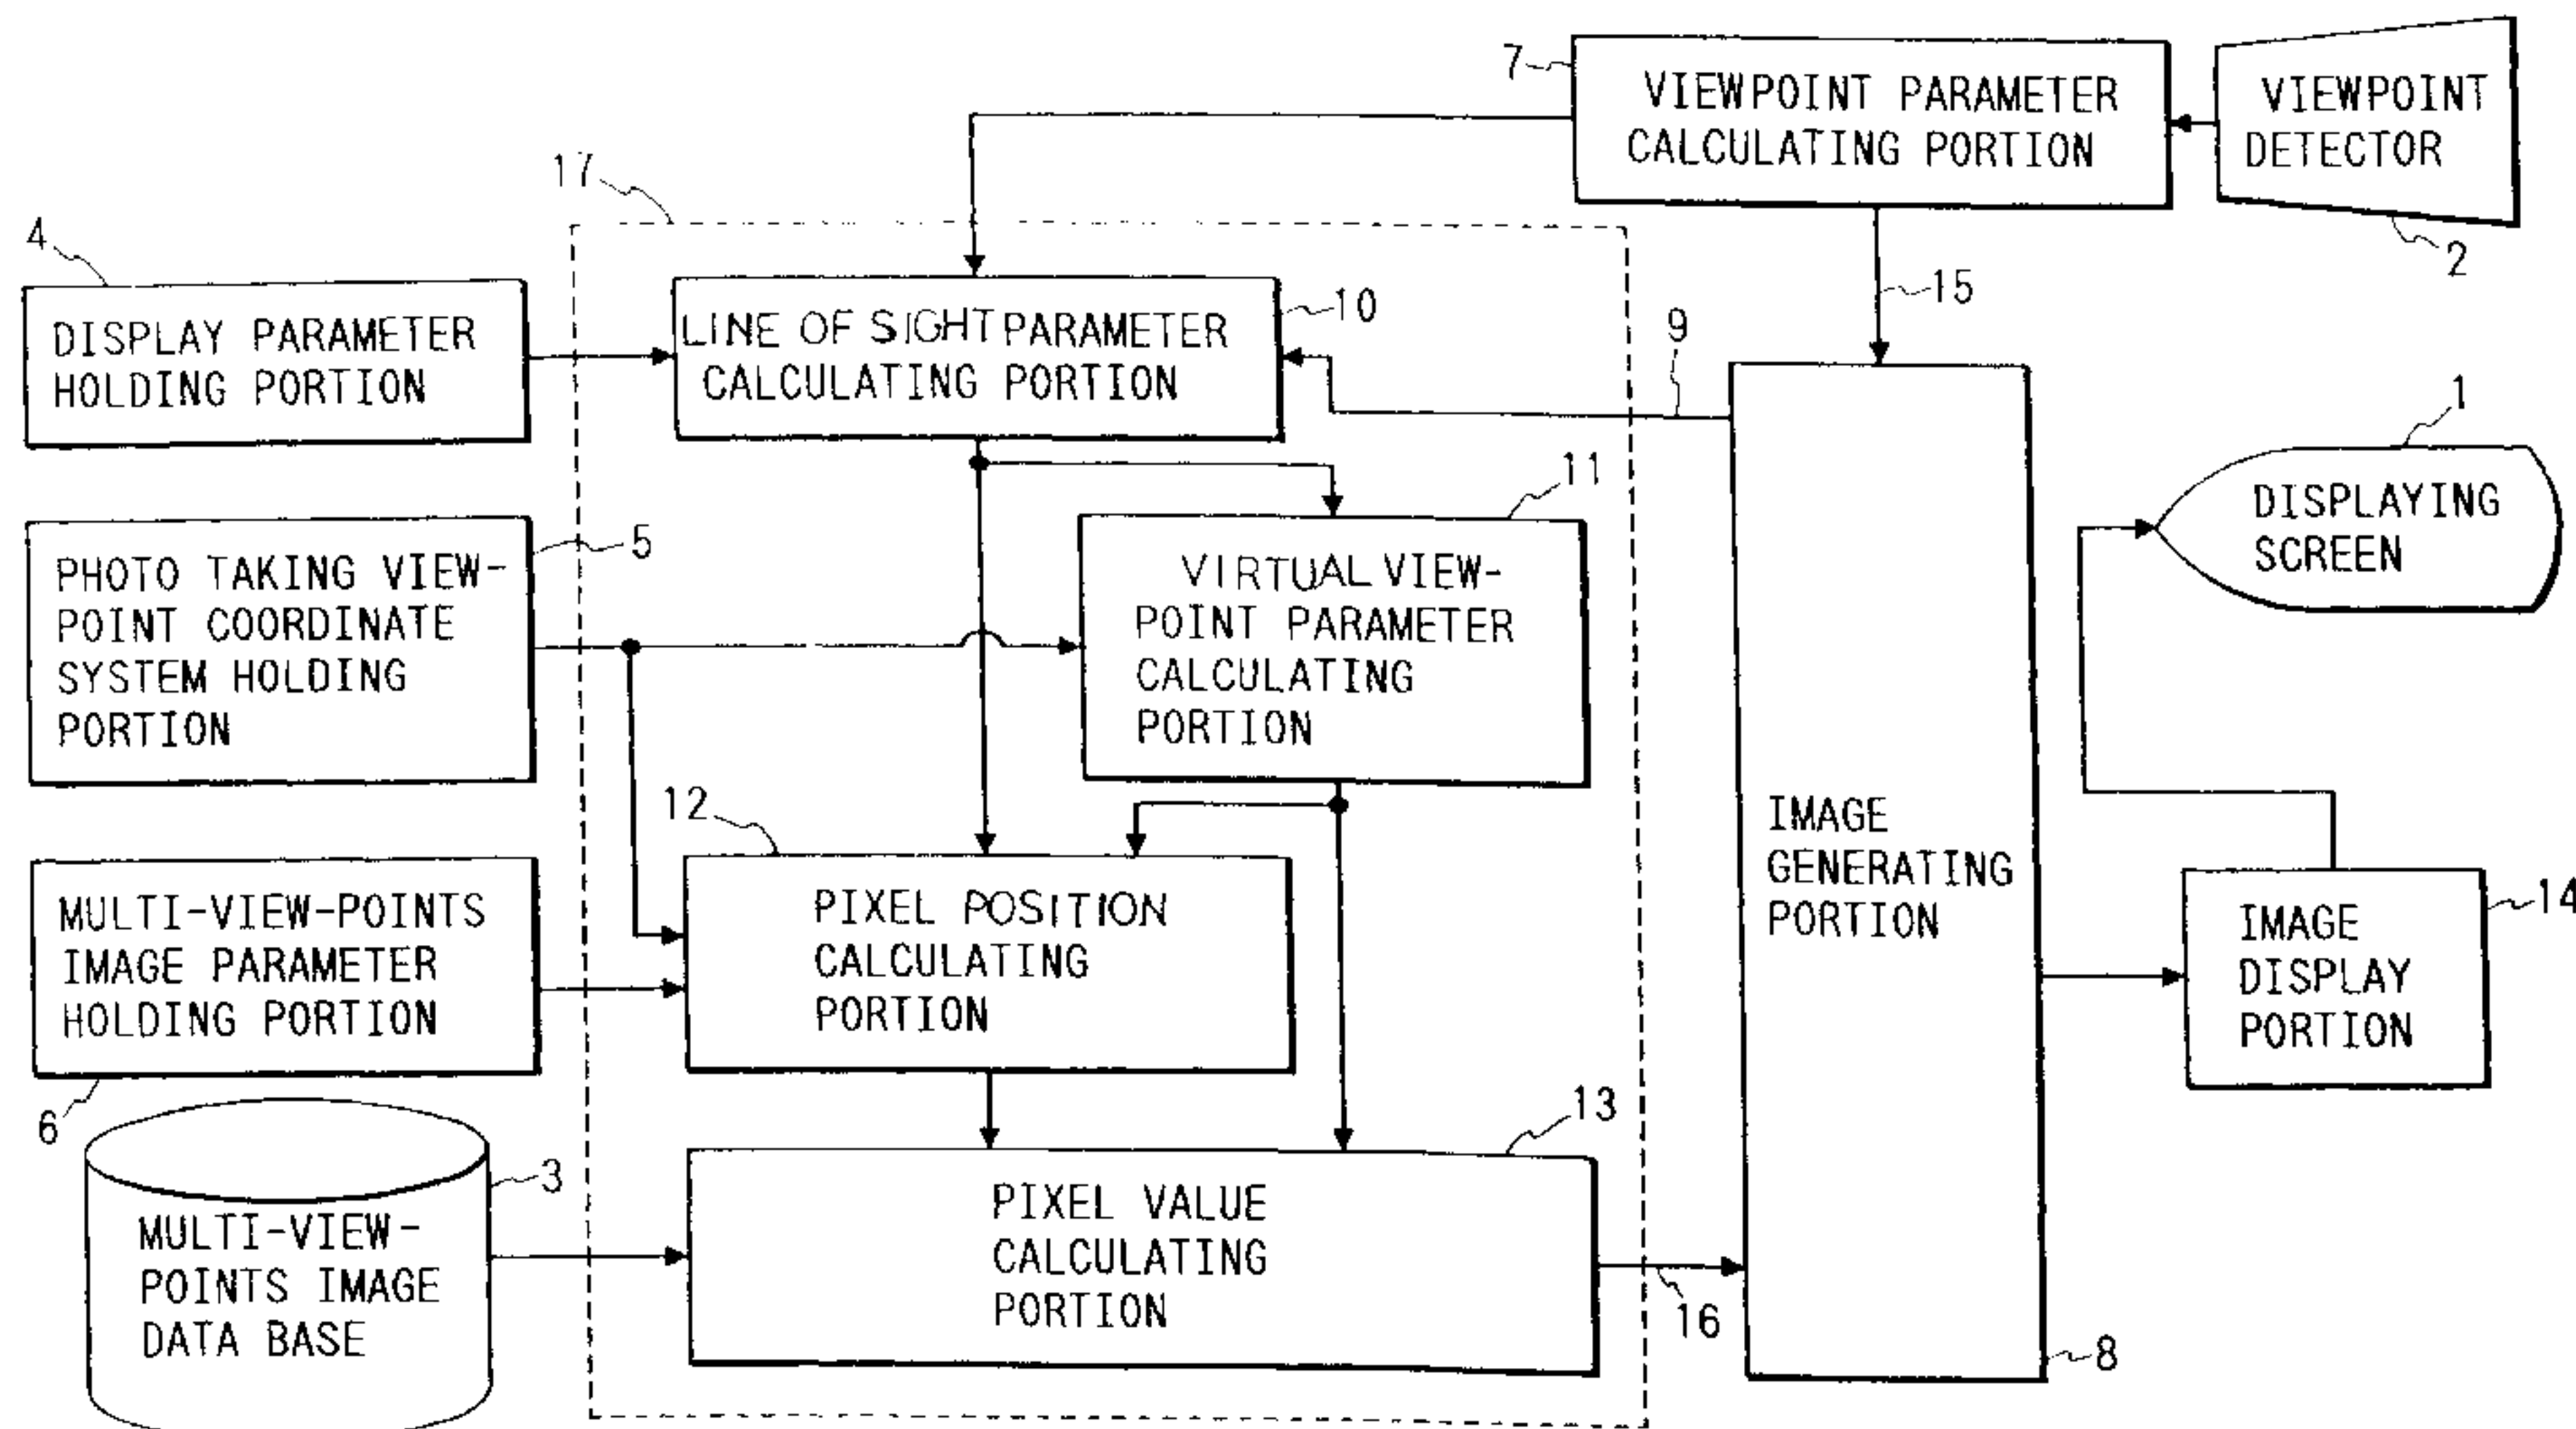 7
VIEWPOINT PARAMETER
CALCULATING PORTION
VIEWPOINT
DETECTOR
2
17
15
4
DISPLAY PARAMETER
HOLDING PORTION
LINE OF SIGHT PARAMETER
CALCULATING PORTION
10
9
1
DISPLAYING
SCREEN
PHOTO TAKING VIEW-
POINT COORDINATE
SYSTEM HOLDING
PORTION
5
11
VIRTUAL VIEW-
POINT PARAMETER
CALCULATING
PORTION
12
MULTI-VIEW-POINTS
IMAGE PARAMETER
HOLDING PORTION
6
PIXEL POSITION
CALCULATING
PORTION
IMAGE
GENERATING
PORTION
8
IMAGE
DISPLAY
PORTION
14
3
MULTI-VIEW-
POINTS IMAGE
DATA BASE
13
PIXEL VALUE
CALCULATING
PORTION
16